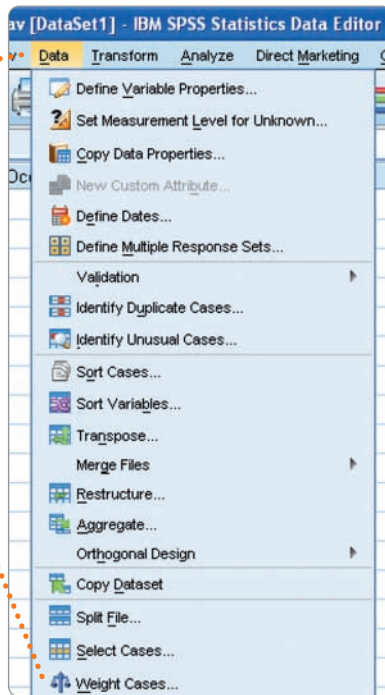 av [DataSet1] - IBM SPSS Statistics Data Editor
Data Transform Analyze Direct Marketing
Define Variable Properties...
Set Measurement Level for Unknown...
Copy Data Properties...
New Custom Attribute...
Define Dates...
Define Multiple Response Sets...
Validation
Identify Duplicate Cases...
Identify Unusual Cases...
Sort Cases...
Sort Variables...
Transpose...
Merge Files
Restructure...
Aggregate...
Orthogonal Design
Copy Dataset
Split File...
Select Cases...
Weight Cases...